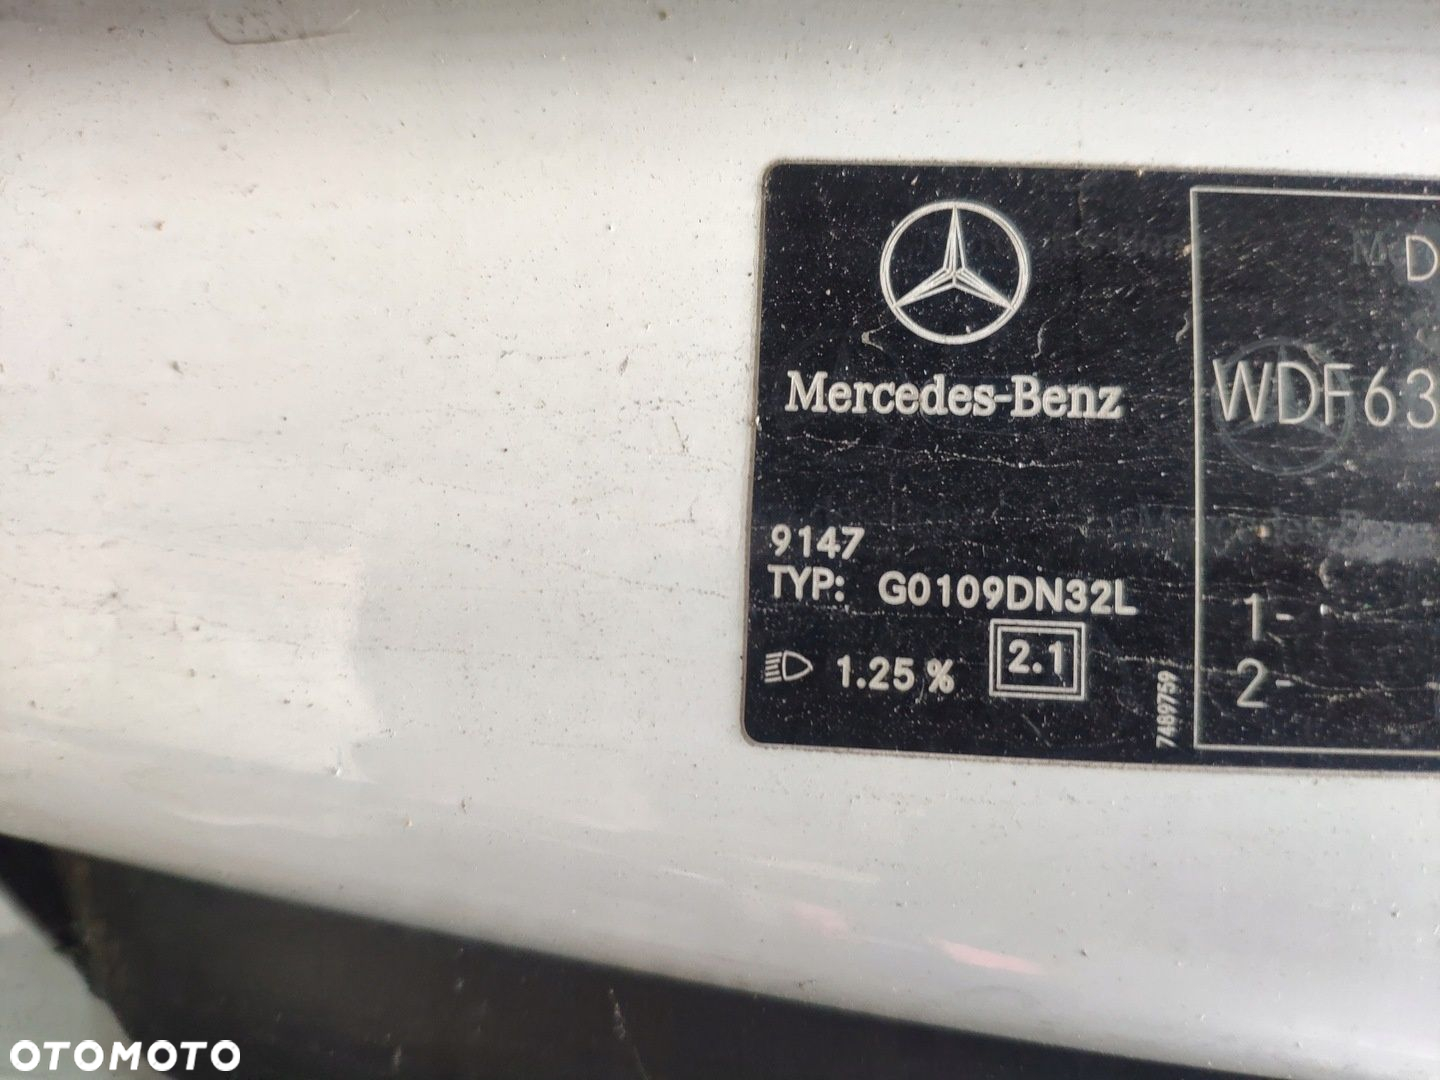 D
Mercedes-Benz
WDF63
9147
TYP: G0109DN32L
1.25 %
2.1
7489759
1-
2-
OTOMOTO